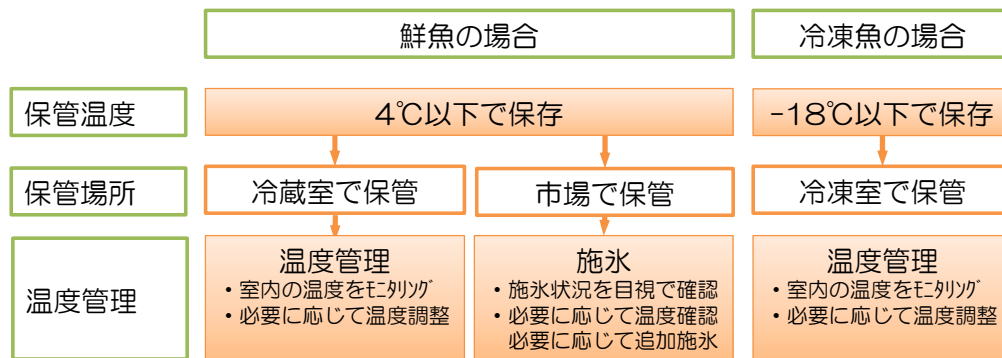 鮮魚の場合
冷凍魚の場合
保管温度
4℃以下で保存
-18℃以下で保存
保管場所
冷蔵室で保管
市場で保管
冷凍室で保管
温度管理
温度管理
・室内の温度をﾓﾆﾀﾘﾝｸﾞ
・必要に応じて温度調整
施氷
・施氷状況を目視で確認
・必要に応じて温度確認
必要に応じて追加施氷
温度管理
・室内の温度をﾓﾆﾀﾘﾝｸﾞ
・必要に応じて温度調整